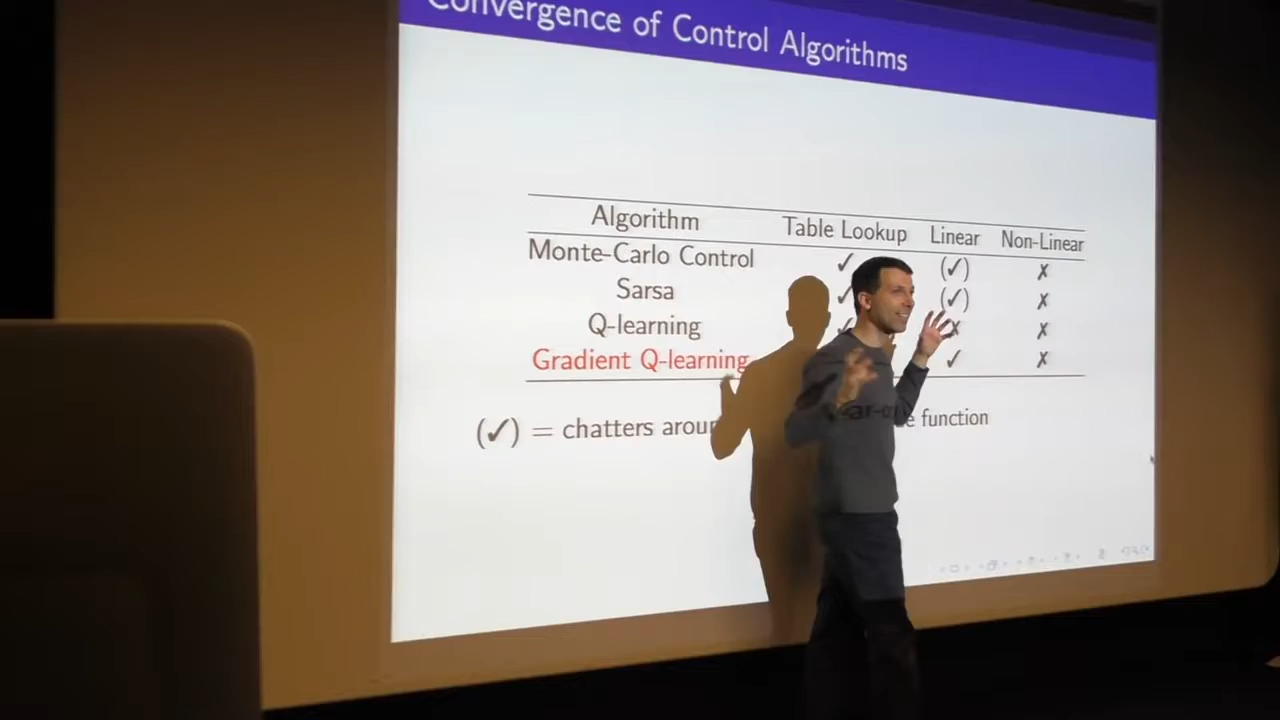 Convergence of Control Algorithms
Algorithm Table Lookup Linear Non-Linear
Monte-Carlo Control ✓ (✓) ✗
Sarsa ✓ (✓) ✗
Q-learning ✓ ✗ ✗
Gradient Q-learning ✓ ✗
(✓) = chatters function